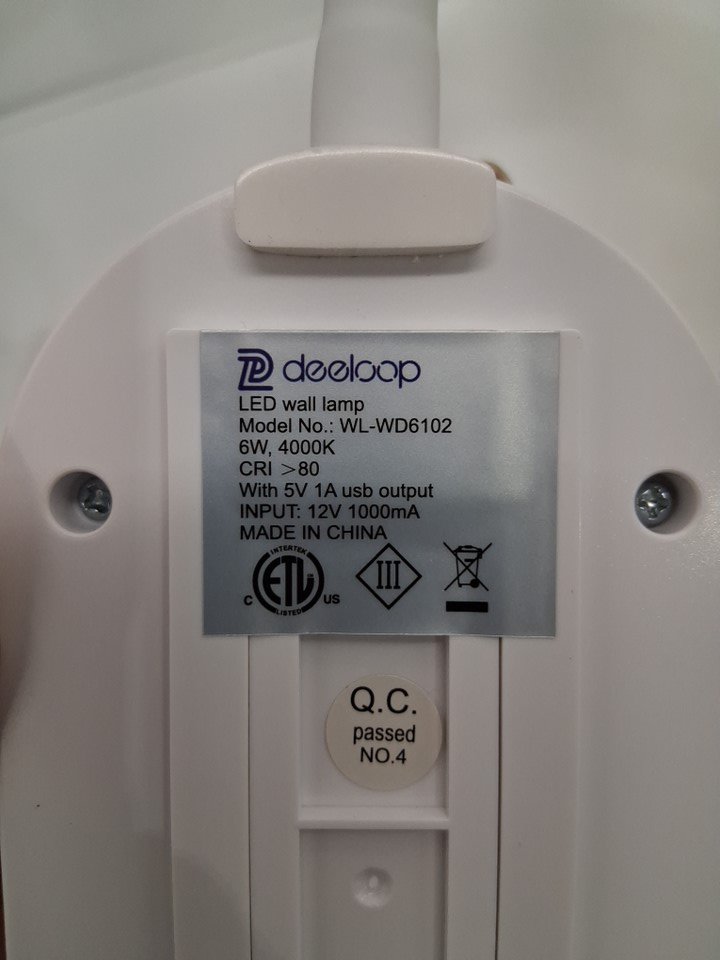 deeloop
LED wall lamp
Model No.: WL-WD6102
6W, 4000K
CRI >80
With 5V 1A usb output
INPUT: 12V 1000mA
MADE IN CHINA
INTERTEK
C ETL US
LISTED
III
Q.C.
passed
NO.4